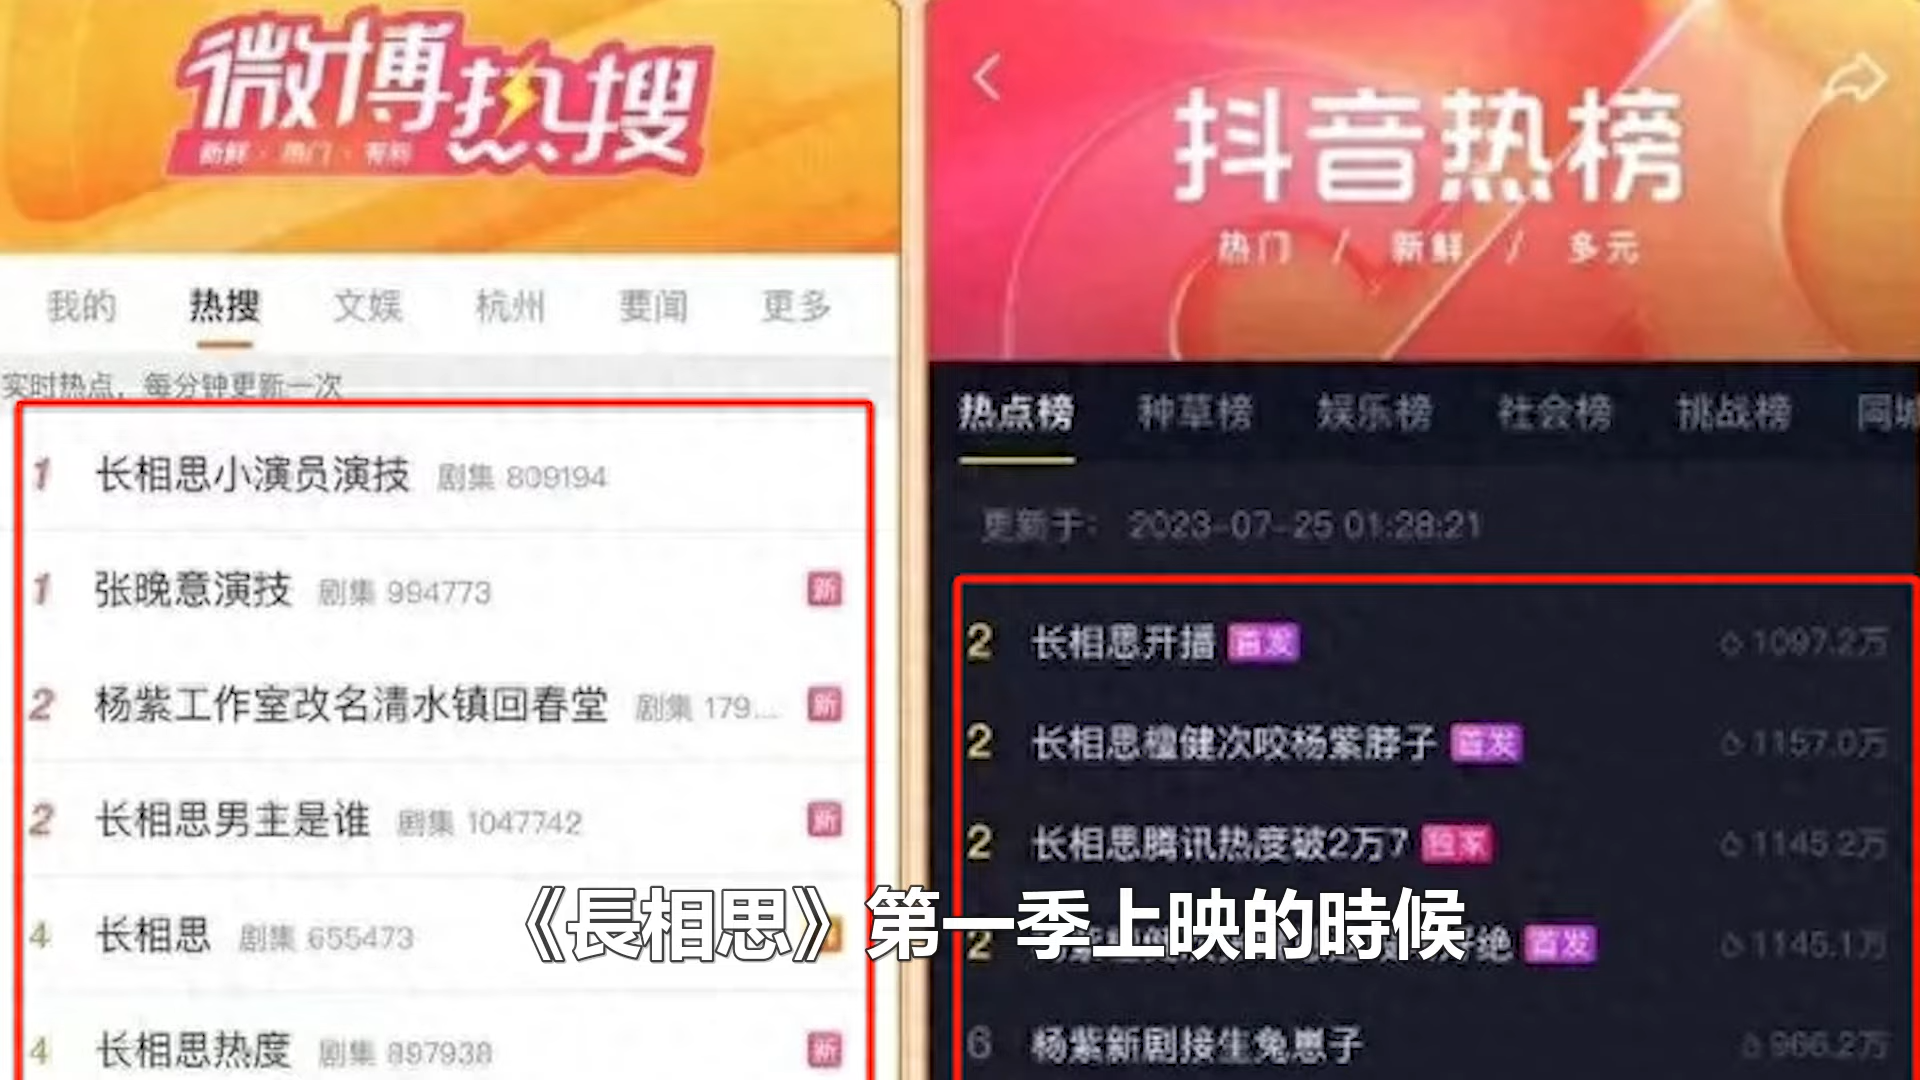 微博热搜
新鲜·热门·有料
我的 热搜 文娱 杭州 要闻 更多
实时热点，每分钟更新一次
1 长相思小演员演技 剧集 809194
1 张晚意演技 剧集 994773 新
2 杨紫工作室改名清水镇回春堂 剧集 179... 新
2 长相思男主是谁 剧集 1047742 新
4 长相思 剧集 655473
4 长相思热度 剧集 897938 新
抖音热榜
热门 / 新鲜 / 多元
热点榜 种草榜 娱乐榜 社会榜 挑战榜 同城
更新于： 2023-07-25 01:28:21
2 长相思开播 首发 1097.2万
2 长相思檀健次咬杨紫脖子 首发 1157.0万
2 长相思腾讯热度破2万7 独家 1145.2万
2 绝 首发 1145.1万
6 杨紫新剧接生兔崽子 966.2万
《長相思》第一季上映的時候